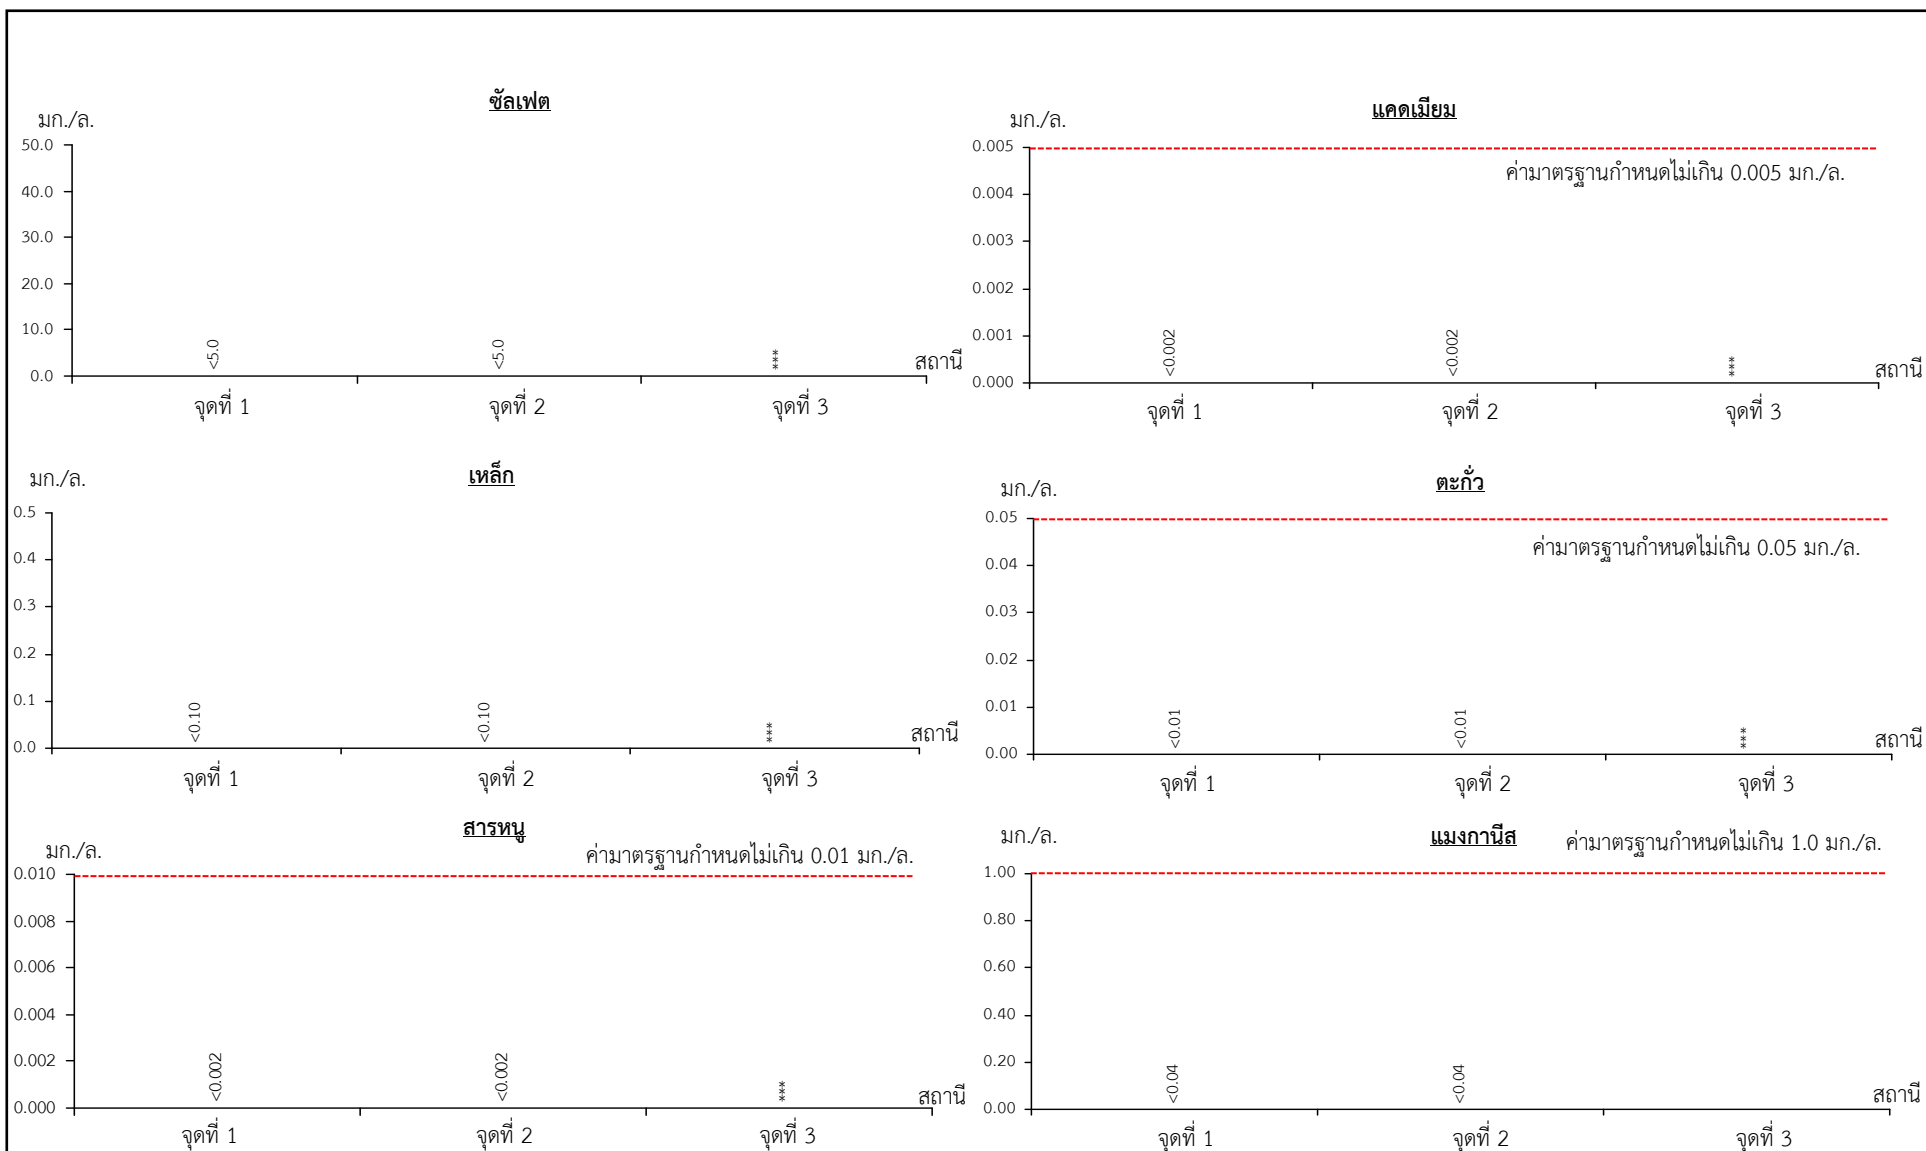 ซัลเฟต
มก./ล.
50.0
40.0
30.0
20.0
10.0
0.0
<5.0
<5.0
***
สถานี
จุดที่ 1
จุดที่ 2
จุดที่ 3
แคดเมียม
มก./ล.
0.005
0.004
0.003
0.002
0.001
0.000
ค่ามาตรฐานกำหนดไม่เกิน 0.005 มก./ล.
<0.002
<0.002
***
สถานี
จุดที่ 1
จุดที่ 2
จุดที่ 3
เหล็ก
มก./ล.
0.5
0.4
0.3
0.2
0.1
0.0
<0.10
<0.10
***
สถานี
จุดที่ 1
จุดที่ 2
จุดที่ 3
ตะกั่ว
มก./ล.
0.05
0.04
0.03
0.02
0.01
0.00
ค่ามาตรฐานกำหนดไม่เกิน 0.05 มก./ล.
<0.01
<0.01
***
สถานี
จุดที่ 1
จุดที่ 2
จุดที่ 3
สารหนู
มก./ล.
ค่ามาตรฐานกำหนดไม่เกิน 0.01 มก./ล.
0.010
0.008
0.006
0.004
0.002
0.000
<0.002
<0.002
***
สถานี
จุดที่ 1
จุดที่ 2
จุดที่ 3
แมงกานีส
มก./ล.
ค่ามาตรฐานกำหนดไม่เกิน 1.0 มก./ล.
1.00
0.80
0.60
0.40
0.20
0.00
<0.04
<0.04
สถานี
จุดที่ 1
จุดที่ 2
จุดที่ 3